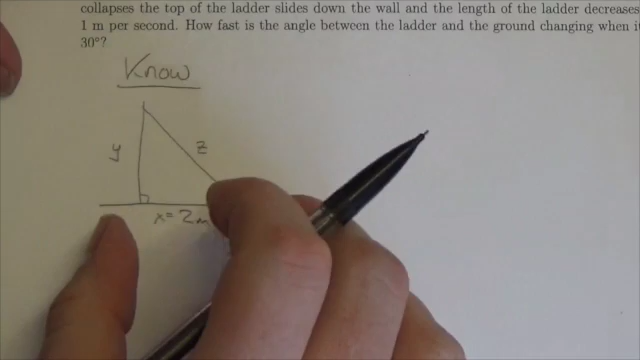 collapses the top of the ladder slides down the wall and the length of the ladder decreases
1 m per second. How fast is the angle between the ladder and the ground changing when i
30°?
Know
y
z
x = 2m